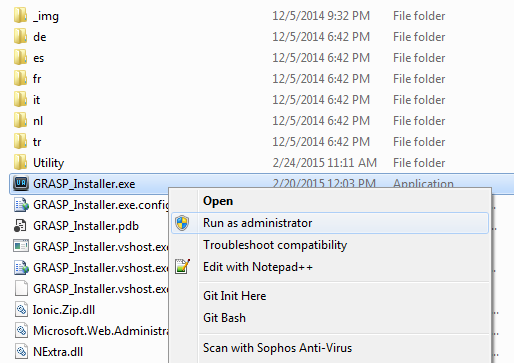 _img 12/5/2014 9:32 PM File folder
de 12/5/2014 6:42 PM File folder
es 12/5/2014 6:42 PM File folder
fr 12/5/2014 6:42 PM File folder
it 12/5/2014 6:42 PM File folder
nl 12/5/2014 6:42 PM File folder
tr 12/5/2014 6:42 PM File folder
Utility 2/24/2015 11:11 AM File folder
GRASP_Installer.exe 2/20/2015 12:03 PM Application
GRASP_Installer.exe.config
Open
GRASP_Installer.pdb
Run as administrator
GRASP_Installer.vshost.exe
Troubleshoot compatibility
GRASP_Installer.vshost.exe
Edit with Notepad++
GRASP_Installer.vshost.exe
Git Init Here
Ionic.Zip.dll
Git Bash
Microsoft.Web.Administra
NExtra.dll
Scan with Sophos Anti-Virus